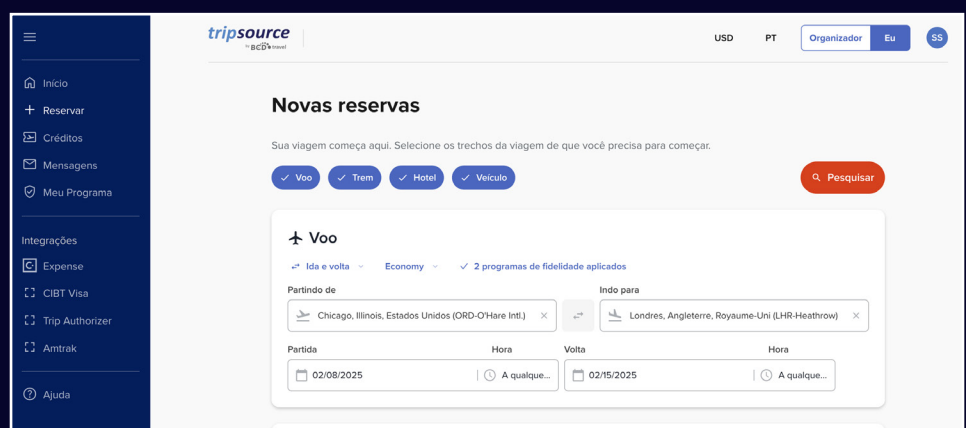 tripsource
by BCD travel
USD PT Organizador Eu SS
Início
Reservar
Créditos
Mensagens
Meu Programa
Integrações
Expense
CIBT Visa
Trip Authorizer
Amtrak
Ajuda
Novas reservas
Sua viagem começa aqui. Selecione os trechos da viagem de que você precisa para começar.
Voo Trem Hotel Veículo Pesquisar
Voo
Ida e volta Economy 2 programas de fidelidade aplicados
Partindo de Indo para
Chicago, Illinois, Estados Unidos (ORD-O'Hare Intl.) Londres, Angleterre, Royaume-Uni (LHR-Heathrow)
Partida Hora Volta Hora
02/08/2025 A qualque... 02/15/2025 A qualque...